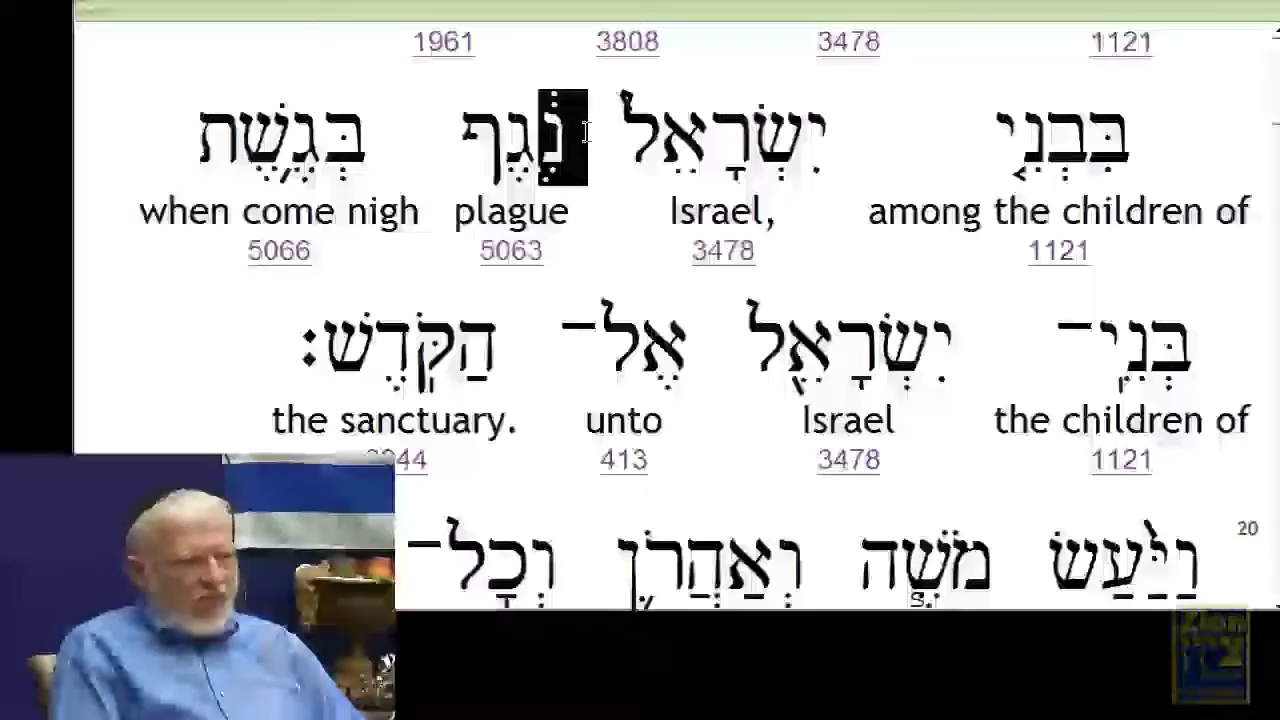 1121 3478 3808 1961
בִּבְנֵ֤י יִשְׂרָאֵל֙ נֶ֔גֶף בְּגֶ֥שֶׁת
among the children of Israel, plague when come nigh
1121 3478 5063 5066
בְּנֵֽי־ יִשְׂרָאֵ֖ל אֶל־ הַקֹּֽדֶשׁ׃
the children of Israel unto the sanctuary.
1121 3478 413
20 וַיַּ֨עַשׂ מֹשֶׁ֧ה וְאַהֲרֹ֛ן וְכָל־
Zion